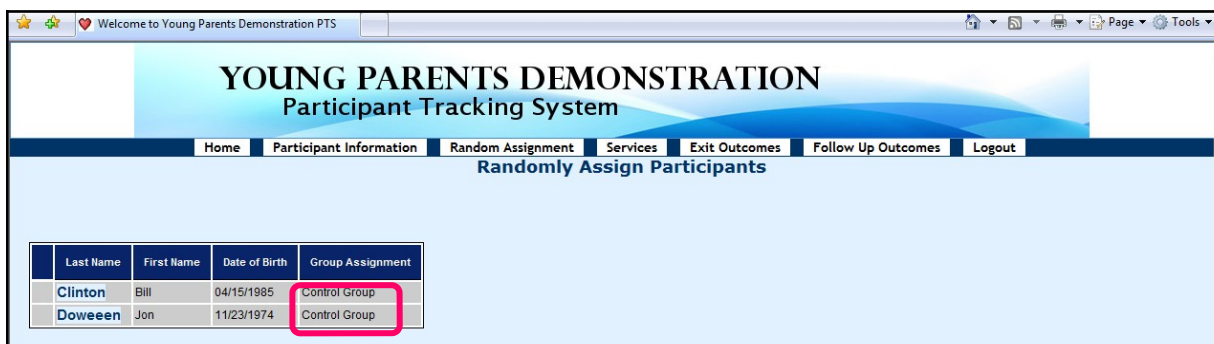 Welcome to Young Parents Demonstration PTS
Page Tools
YOUNG PARENTS DEMONSTRATION
Participant Tracking System
Home Participant Information Random Assignment Services Exit Outcomes Follow Up Outcomes Logout
Randomly Assign Participants
Last Name First Name Date of Birth Group Assignment
Clinton Bill 04/15/1985 Control Group
Doweeen Jon 11/23/1974 Control Group